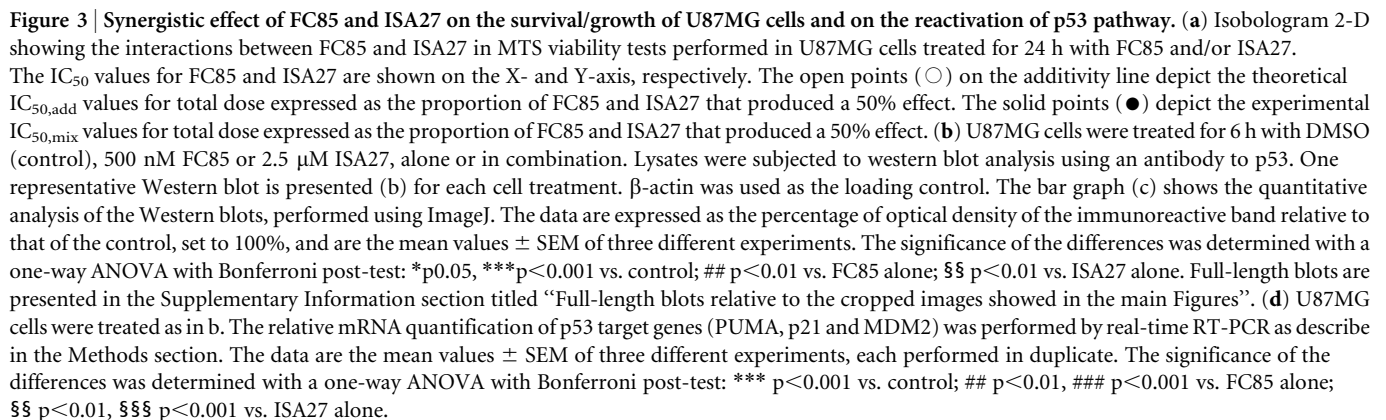 Figure 3 | Synergistic effect of FC85 and ISA27 on the survival/growth of U87MG cells and on the reactivation of p53 pathway. (a) Isobologram 2-D
showing the interactions between FC85 and ISA27 in MTS viability tests performed in U87MG cells treated for 24 h with FC85 and/or ISA27.
The IC50 values for FC85 and ISA27 are shown on the X- and Y-axis, respectively. The open points (○) on the additivity line depict the theoretical
IC50,add values for total dose expressed as the proportion of FC85 and ISA27 that produced a 50% effect. The solid points (●) depict the experimental
IC50,mix values for total dose expressed as the proportion of FC85 and ISA27 that produced a 50% effect. (b) U87MG cells were treated for 6 h with DMSO
(control), 500 nM FC85 or 2.5 μM ISA27, alone or in combination. Lysates were subjected to western blot analysis using an antibody to p53. One
representative Western blot is presented (b) for each cell treatment. β-actin was used as the loading control. The bar graph (c) shows the quantitative
analysis of the Western blots, performed using ImageJ. The data are expressed as the percentage of optical density of the immunoreactive band relative to
that of the control, set to 100%, and are the mean values ± SEM of three different experiments. The significance of the differences was determined with a
one-way ANOVA with Bonferroni post-test: *p0.05, ***p<0.001 vs. control; ## p<0.01 vs. FC85 alone; §§ p<0.01 vs. ISA27 alone. Full-length blots are
presented in the Supplementary Information section titled “Full-length blots relative to the cropped images showed in the main Figures”. (d) U87MG
cells were treated as in b. The relative mRNA quantification of p53 target genes (PUMA, p21 and MDM2) was performed by real-time RT-PCR as describe
in the Methods section. The data are the mean values ± SEM of three different experiments, each performed in duplicate. The significance of the
differences was determined with a one-way ANOVA with Bonferroni post-test: *** p<0.001 vs. control; ## p<0.01, ### p<0.001 vs. FC85 alone;
§§ p<0.01, §§§ p<0.001 vs. ISA27 alone.